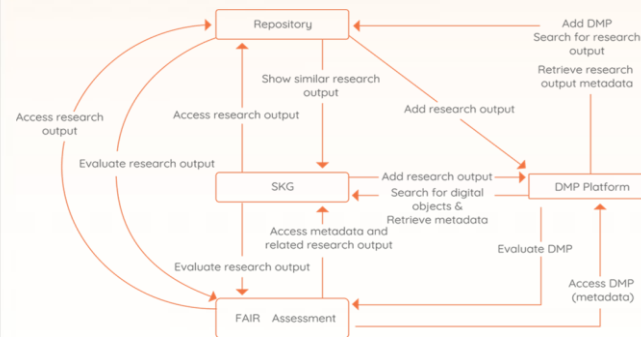 Repository
Add DMP
Search for research
output
Retrieve research
output metadata
Show similar research
output
Access research output
Add research output
Access research
output
Evaluate research output
SKG
Add research output
Search for digital
objects &
Retrieve metadata
DMP Platform
Access metadata and
related research output
Evaluate DMP
Evaluate research output
Access DMP
(metadata)
FAIR Assessment